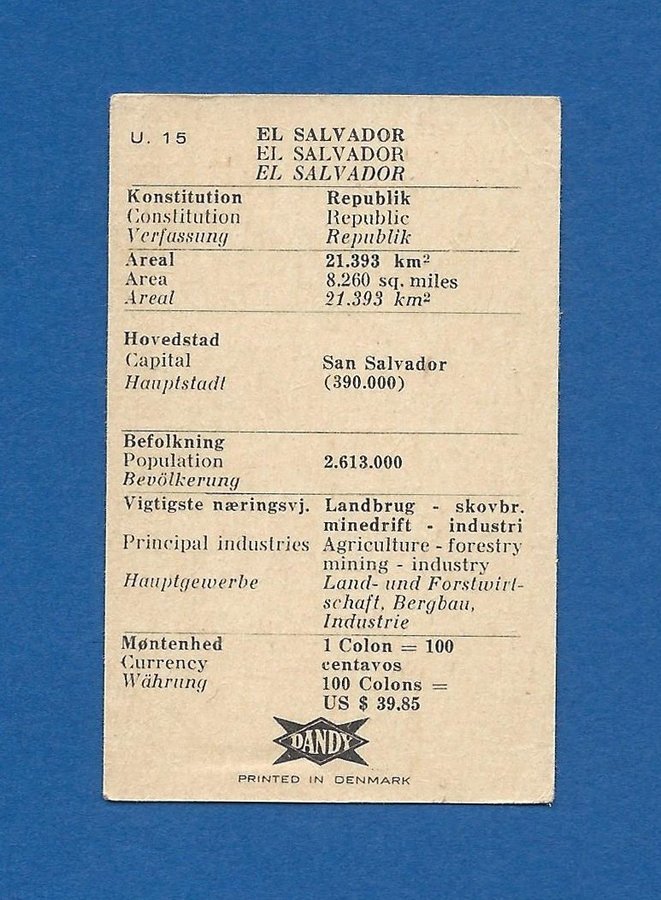 U. 15
EL SALVADOR
EL SALVADOR
EL SALVADOR
Konstitution Republik
Constitution Republic
Verfassung Republik
Areal 21.393 km²
Area 8.260 sq. miles
Areal 21.393 km²
Hovedstad
Capital San Salvador
Hauptstadt (390.000)
Befolkning
Population 2.613.000
Bevölkerung
Vigtigste næringsvj. Landbrug - skovbr.
minedrift - industri
Principal industries Agriculture - forestry
mining - industry
Hauptgewerbe Land- und Forstwirt-
schaft, Bergbau,
Industrie
Møntenhed 1 Colon = 100
Currency centavos
Währung 100 Colons =
US $ 39.85
DANDY
PRINTED IN DENMARK